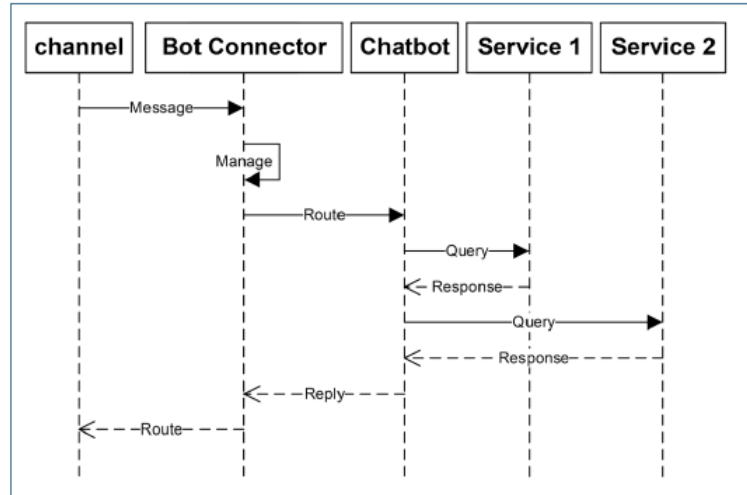 channel Bot Connector Chatbot Service 1 Service 2
Message
Manage
Route
Query
Response
Query
Response
Reply
Route